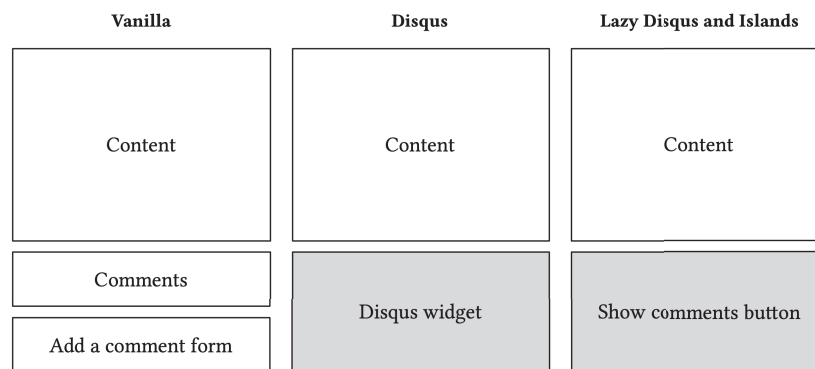 Vanilla
Disqus
Lazy Disqus and Islands
Content
Content
Content
Comments
Disqus widget
Show comments button
Add a comment form